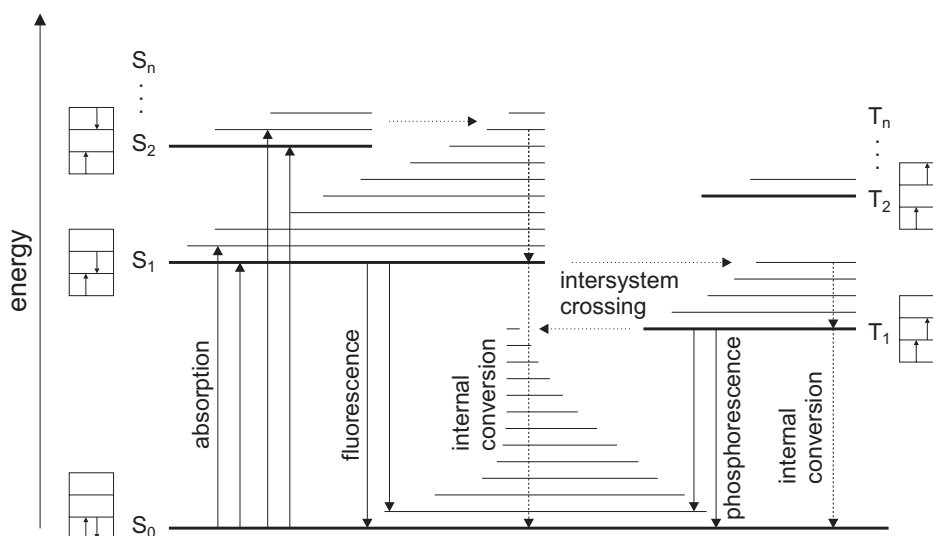 energy
Sn
S2
S1
S0
absorption
fluorescence
internal
conversion
intersystem
crossing
phosphorescence
internal
conversion
Tn
T2
T1